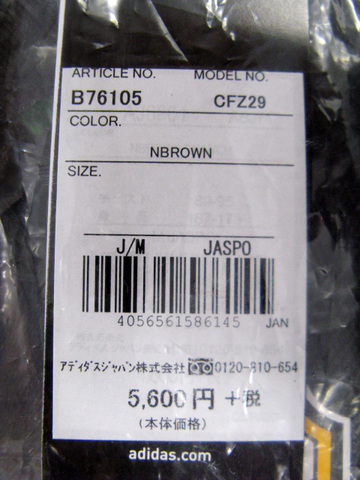 ARTICLE NO. MODEL NO.
B76105 CFZ29
COLOR.
NBROWN
SIZE.
J/M JASPO
4056561586145 JAN
アディダスジャパン株式会社 0120-810-654
5,600円 +税
(本体価格)
adidas.com